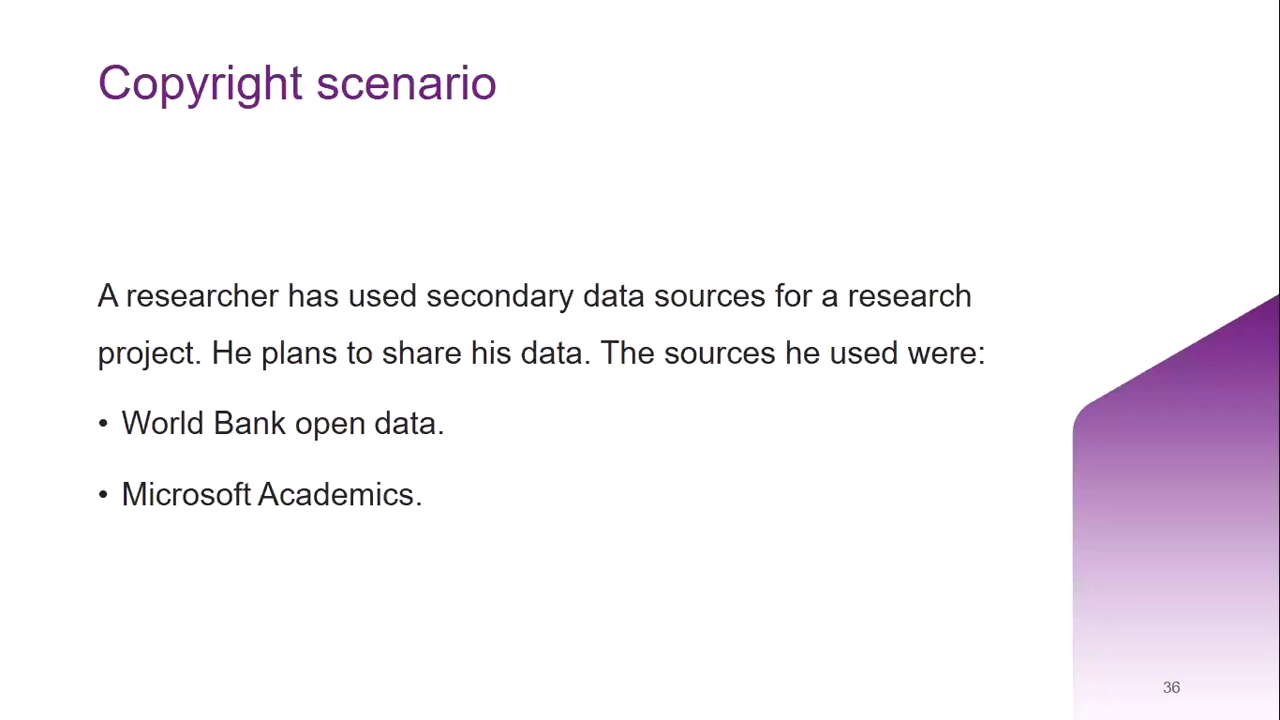 Copyright scenario
A researcher has used secondary data sources for a research
project. He plans to share his data. The sources he used were:
• World Bank open data.
• Microsoft Academics.
36